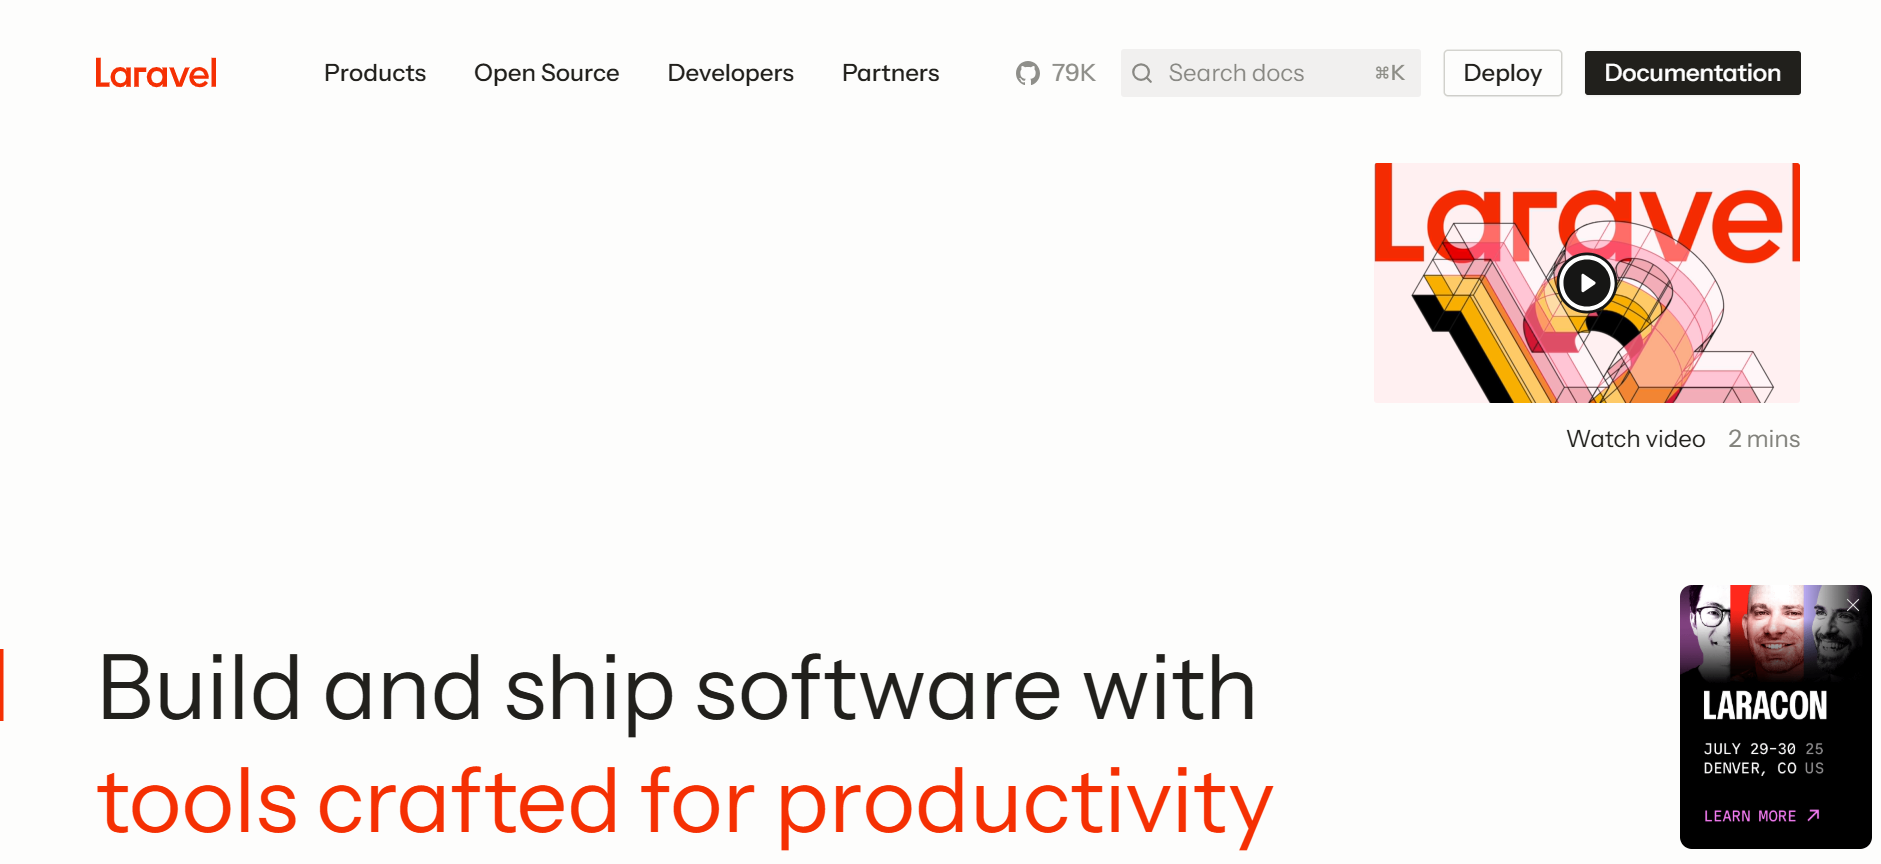 Laravel
Products
Open Source
Developers
Partners
79K
Search docs
⌘K
Deploy
Documentation
Laravel
12
Watch video
2 mins
Build and ship software with
tools crafted for productivity
LARACON
JULY 29-30 25
DENVER, CO US
LEARN MORE